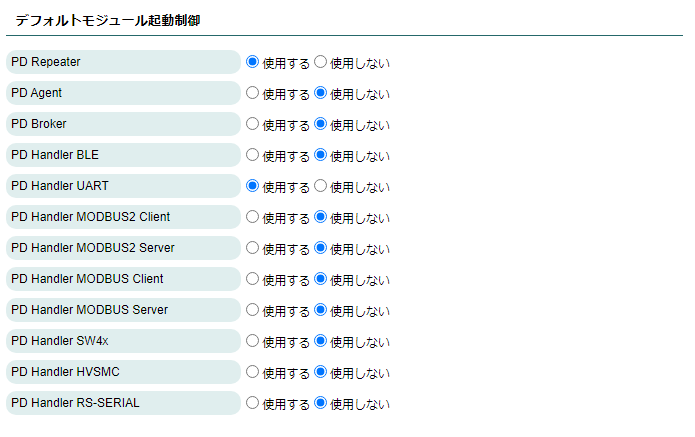 デフォルトモジュール起動制御
PD Repeater 使用する 使用しない
PD Agent 使用する 使用しない
PD Broker 使用する 使用しない
PD Handler BLE 使用する 使用しない
PD Handler UART 使用する 使用しない
PD Handler MODBUS2 Client 使用する 使用しない
PD Handler MODBUS2 Server 使用する 使用しない
PD Handler MODBUS Client 使用する 使用しない
PD Handler MODBUS Server 使用する 使用しない
PD Handler SW4x 使用する 使用しない
PD Handler HVSMC 使用する 使用しない
PD Handler RS-SERIAL 使用する 使用しない